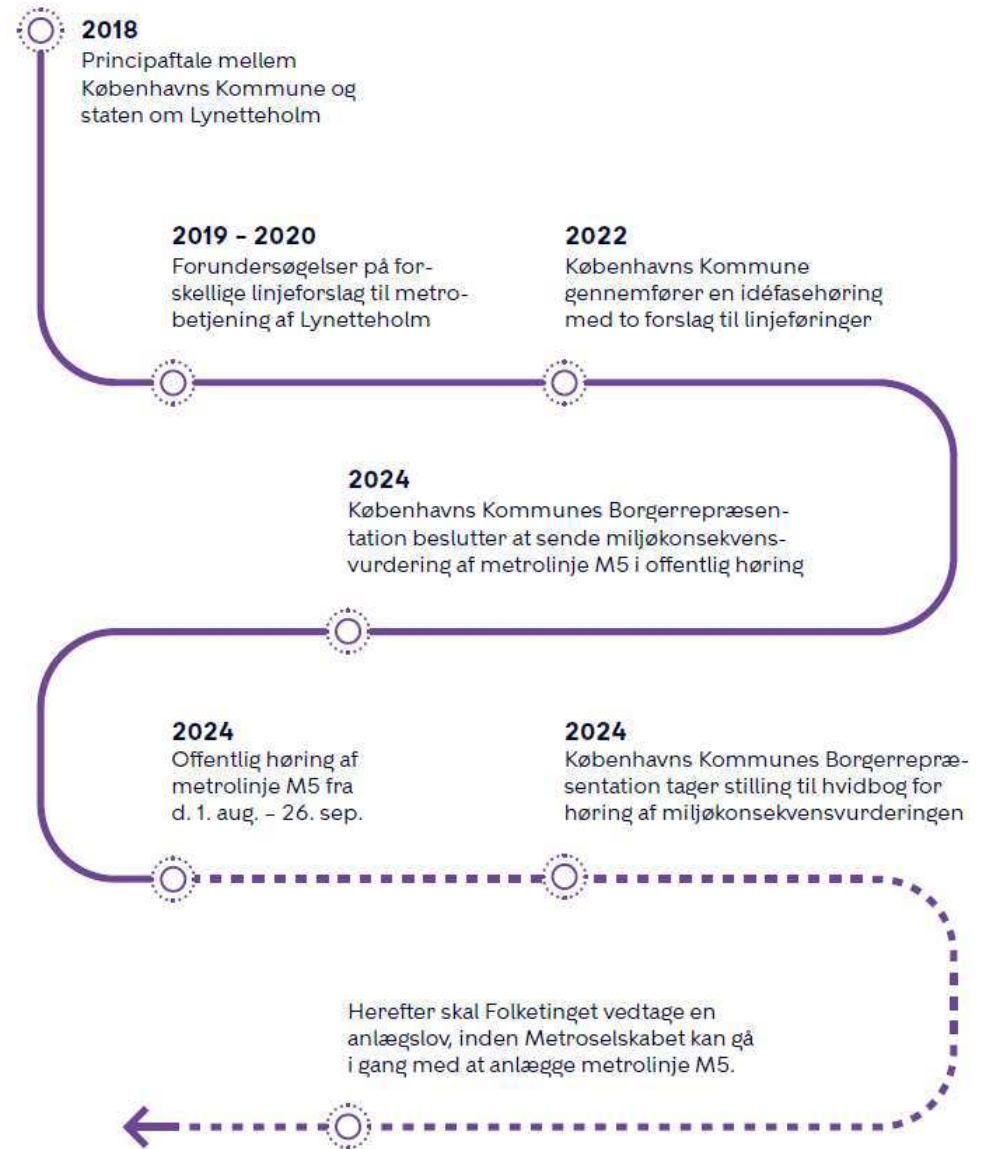 2018
Principaftale mellem
Københavns Kommune og
staten om Lynetteholm
2019 – 2020
Forundersøgelser på for-
skellige linjeforslag til metro-
betjening af Lynetteholm
2022
Københavns Kommune
gennemfører en idéfasehøring
med to forslag til linjeføringer
2024
Københavns Kommunes Borgerrepræsen-
tation beslutter at sende miljøkonsekvens-
vurdering af metrolinje M5 i offentlig høring
2024
Offentlig høring af
metrolinje M5 fra
d. 1. aug. – 26. sep.
2024
Københavns Kommunes Borgerrepræ-
sentation tager stilling til hvidbog for
høring af miljøkonsekvensvurderingen
Herefter skal Folketinget vedtage en
anlægslov, inden Metroselskabet kan gå
i gang med at anlægge metrolinje M5.